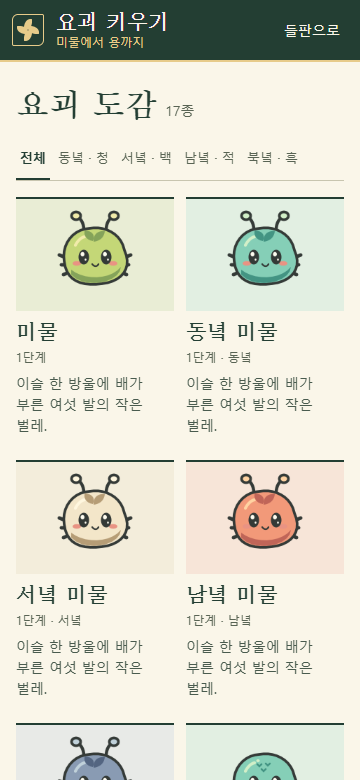 요괴 키우기
미물에서 용까지
들판으로
요괴 도감 17종
전체 동녘 · 청 서녘 · 백 남녘 · 적 북녘 · 흑
미물
1단계
이슬 한 방울에 배가
부른 여섯 발의 작은
벌레.
동녘 미물
1단계 · 동녘
이슬 한 방울에 배가
부른 여섯 발의 작은
벌레.
서녘 미물
1단계 · 서녘
이슬 한 방울에 배가
부른 여섯 발의 작은
벌레.
남녘 미물
1단계 · 남녘
이슬 한 방울에 배가
부른 여섯 발의 작은
벌레.